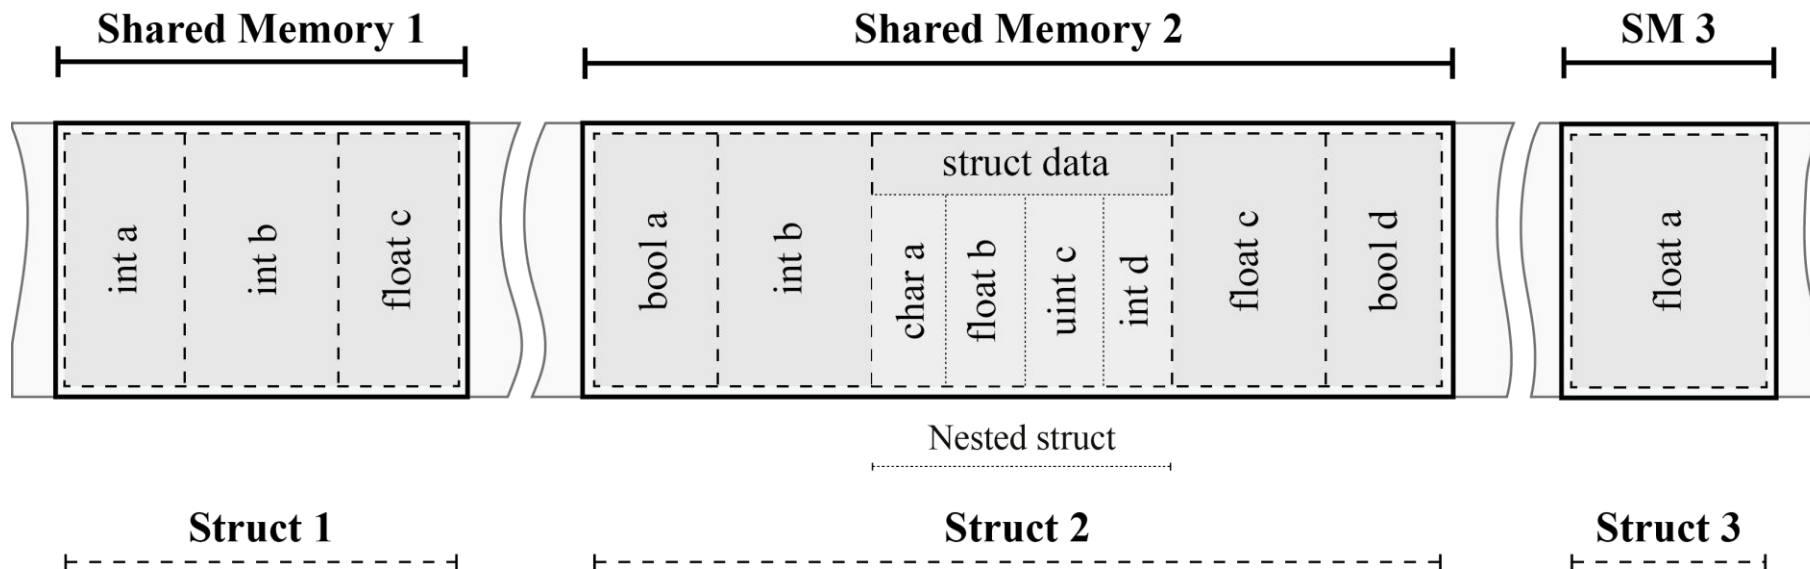 Shared Memory 1
Shared Memory 2
SM 3
int a
int b
float c
bool a
int b
struct data
char a
float b
uint c
int d
float c
bool d
float a
Nested struct
Struct 1
Struct 2
Struct 3